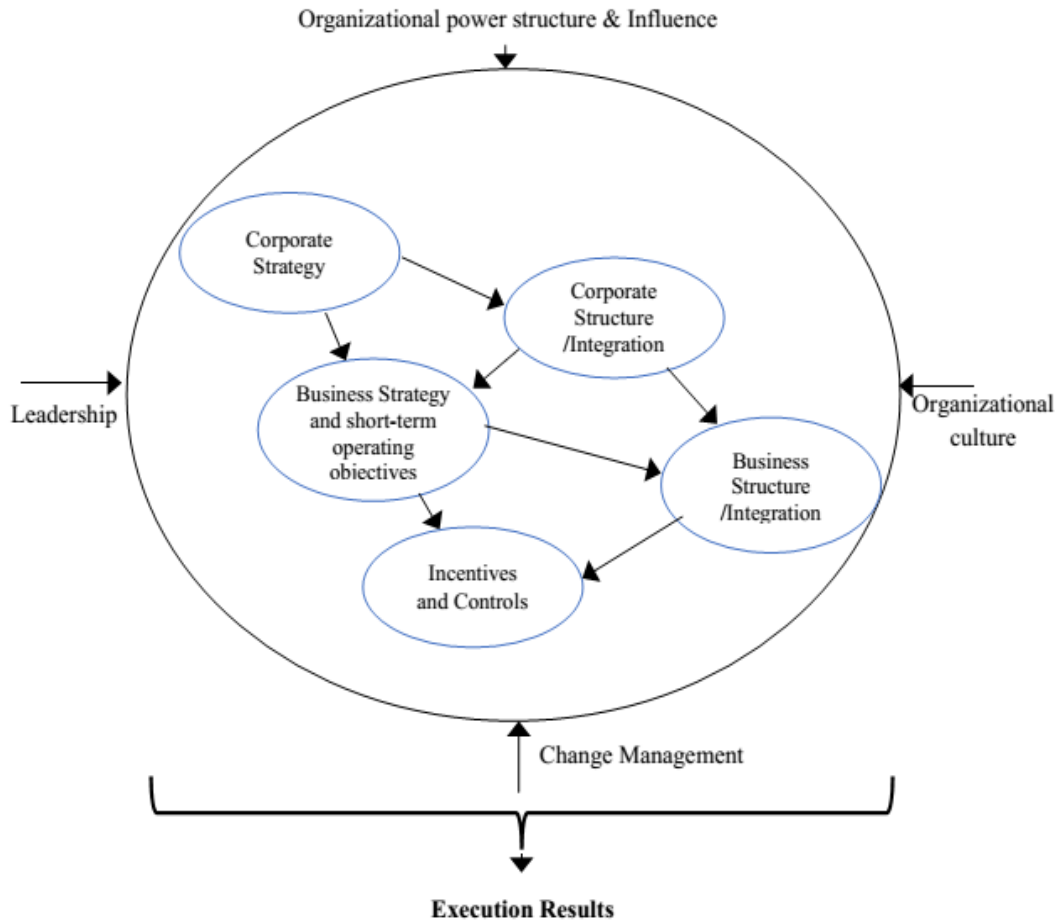 Organizational power structure & Influence
Corporate
Strategy
Corporate
Structure
/Integration
Leadership
Business Strategy
and short-term
operating
objectives
Organizational
culture
Business
Structure
/Integration
Incentives
and Controls
Change Management
Execution Results